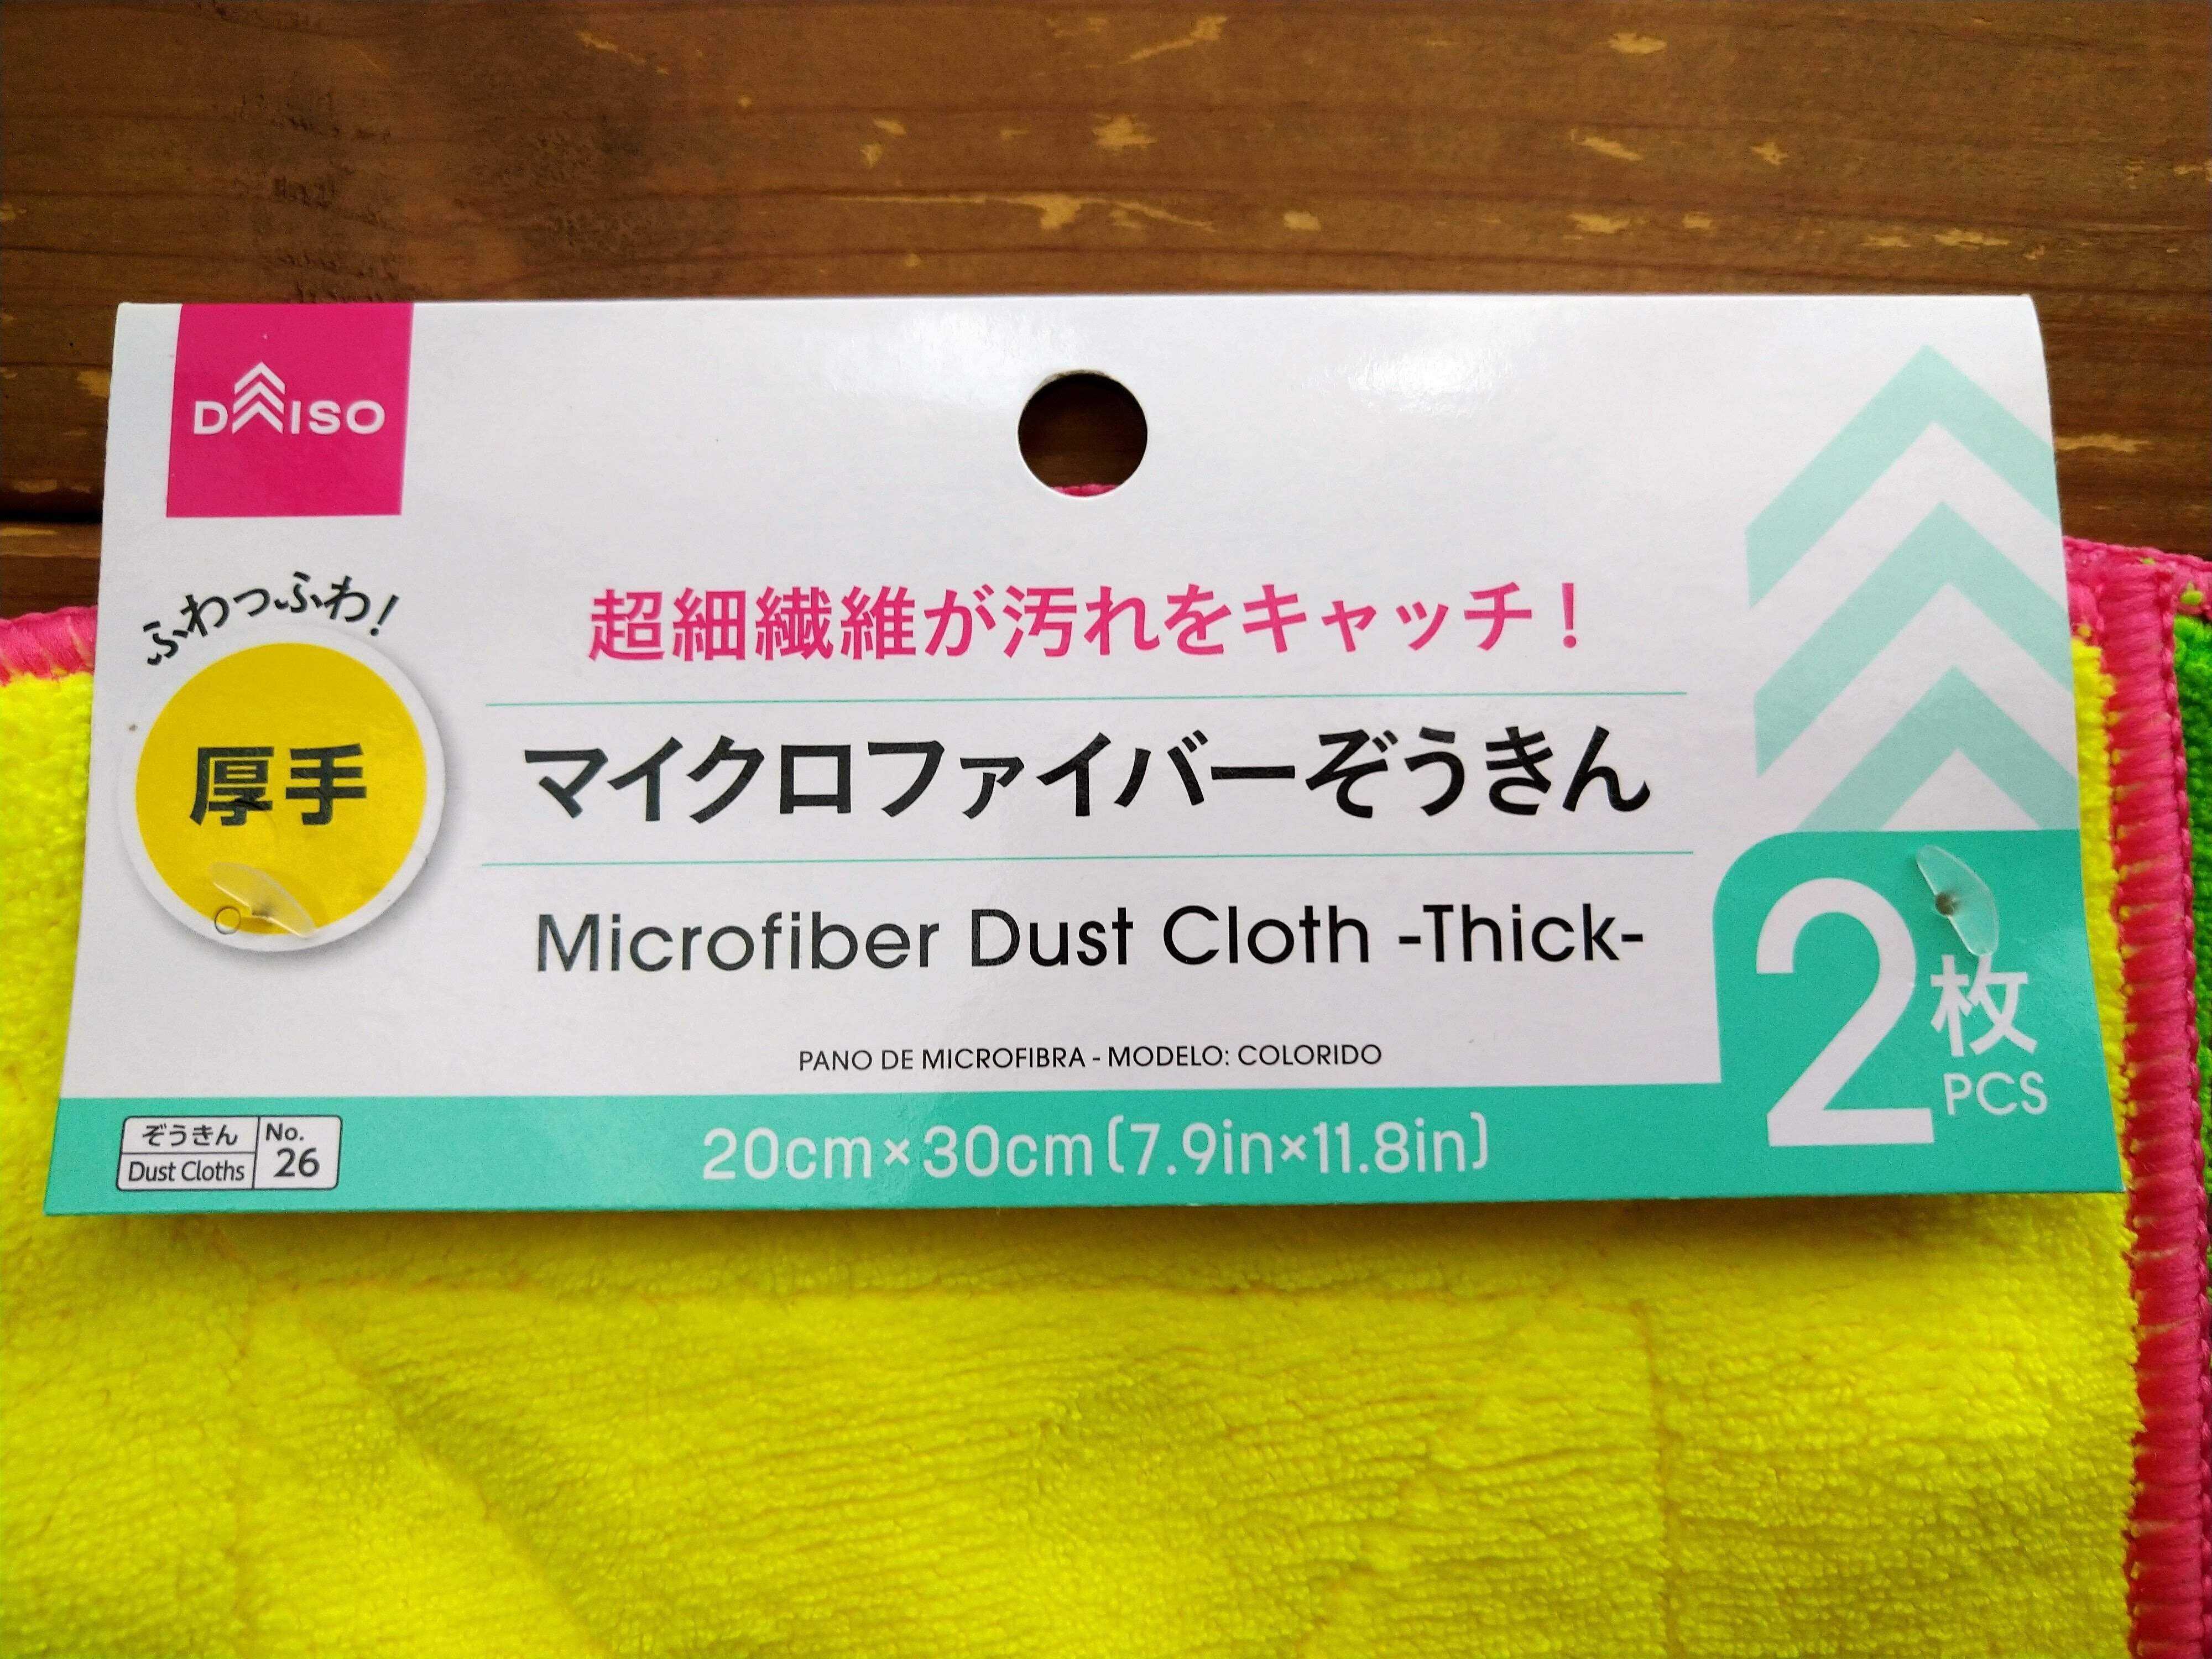 DAISO
ふわっふわ!
厚手
超細繊維が汚れをキャッチ!
マイクロファイバーぞうきん
Microfiber Dust Cloth -Thick-
PANO DE MICROFIBRA - MODELO: COLORIDO
2枚
PCS
ぞうきん
Dust Cloths
No.
26
20cm×30cm(7.9in×11.8in)